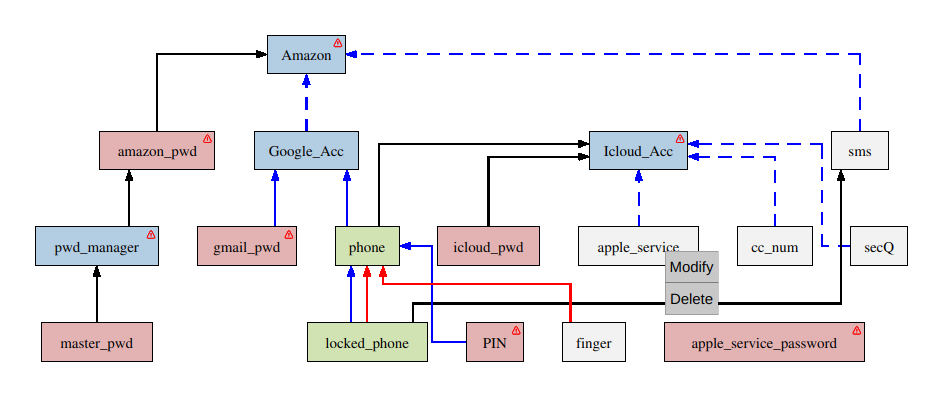 Amazon
amazon_pwd
Google_Acc
Icloud_Acc
sms
pwd_manager
gmail_pwd
phone
icloud_pwd
apple_service
cc_num
secQ
Modify
Delete
master_pwd
locked_phone
PIN
finger
apple_service_password